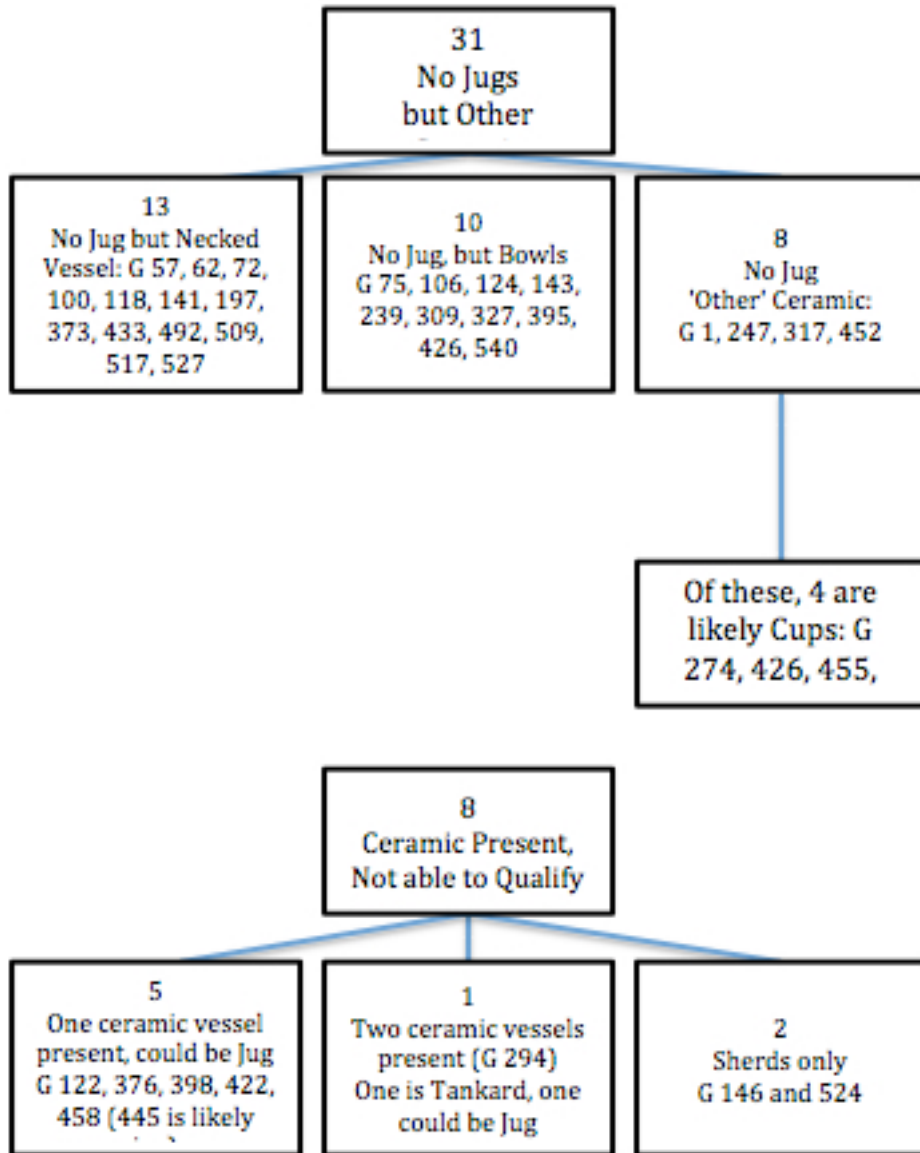 31
No Jugs
but Other
13
No Jug but Necked
Vessel: G 57, 62, 72,
100, 118, 141, 197,
373, 433, 492, 509,
517, 527
10
No Jug, but Bowls
G 75, 106, 124, 143,
239, 309, 327, 395,
426, 540
8
No Jug
'Other' Ceramic:
G 1, 247, 317, 452
Of these, 4 are
likely Cups: G
274, 426, 455,
8
Ceramic Present,
Not able to Qualify
5
One ceramic vessel
present, could be Jug
G 122, 376, 398, 422,
458 (445 is likely
1
Two ceramic vessels
present (G 294)
One is Tankard, one
could be Jug
2
Sherds only
G 146 and 524